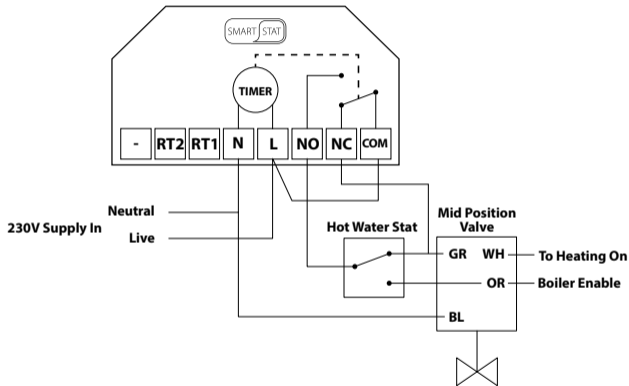 SMART STAT
TIMER
- RT2 RT1 N L NO NC COM
Neutral
230V Supply In
Live
Hot Water Stat
Mid Position
Valve
GR WH To Heating On
OR Boiler Enable
BL